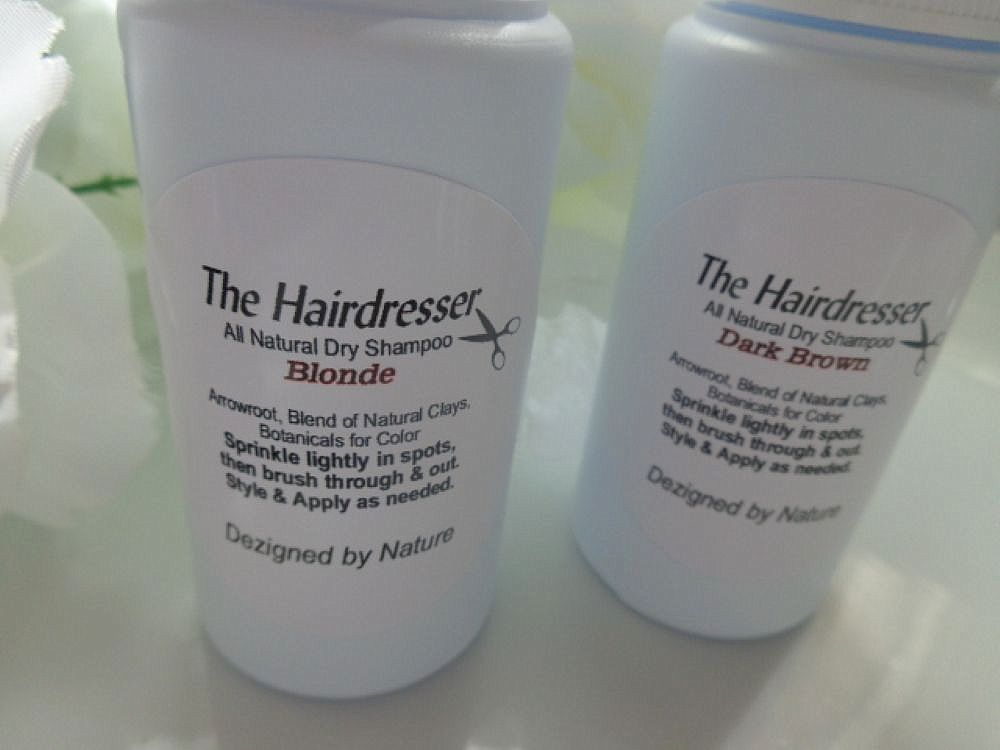 The Hairdresser
All Natural Dry Shampoo
Blonde
Arrowroot, Blend of Natural Clays,
Botanicals for Color
Sprinkle lightly in spots,
then brush through & out.
Style & Apply as needed.
Dezigned by Nature
The Hairdresser
All Natural Dry Shampoo
Dark Brown
Arrowroot, Blend of Natural Clays,
Botanicals for Color
Sprinkle lightly in spots,
then brush through & out.
Style & Apply as needed.
Dezigned by Nature